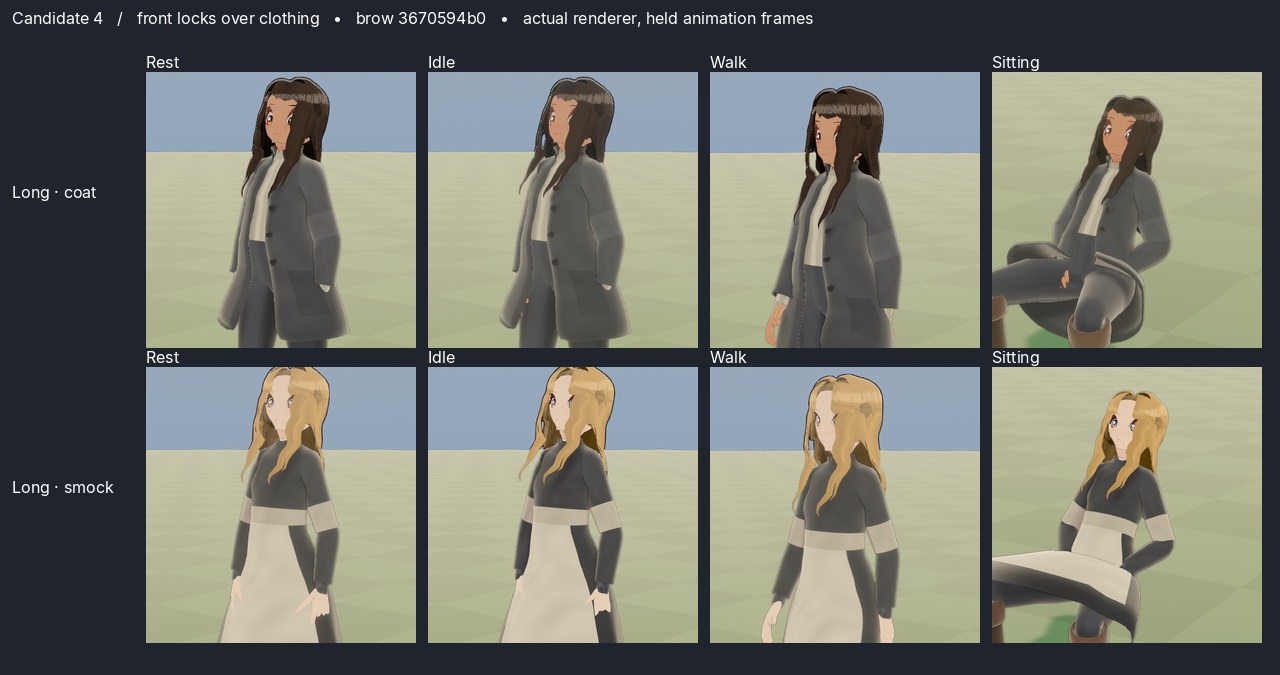 Candidate 4 / front locks over clothing • brow 3670594b0 • actual renderer, held animation frames
Rest Idle Walk Sitting
Long · coat
Rest Idle Walk Sitting
Long · smock